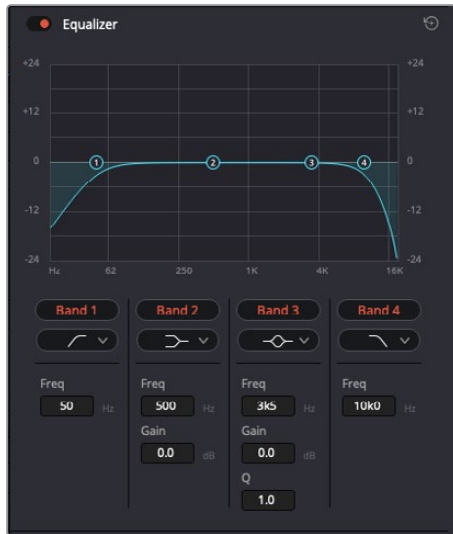 Equalizer
+24 +24
+12 +12
1 2 3 4
0 0
-12 -12
-24 -24
Hz 62 250 1K 4K 16K
Band 1 Band 2 Band 3 Band 4
Freq Freq Freq Freq
50 Hz 500 Hz 3k5 Hz 10k0 Hz
Gain Gain
0.0 dB 0.0 dB
Q
1.0